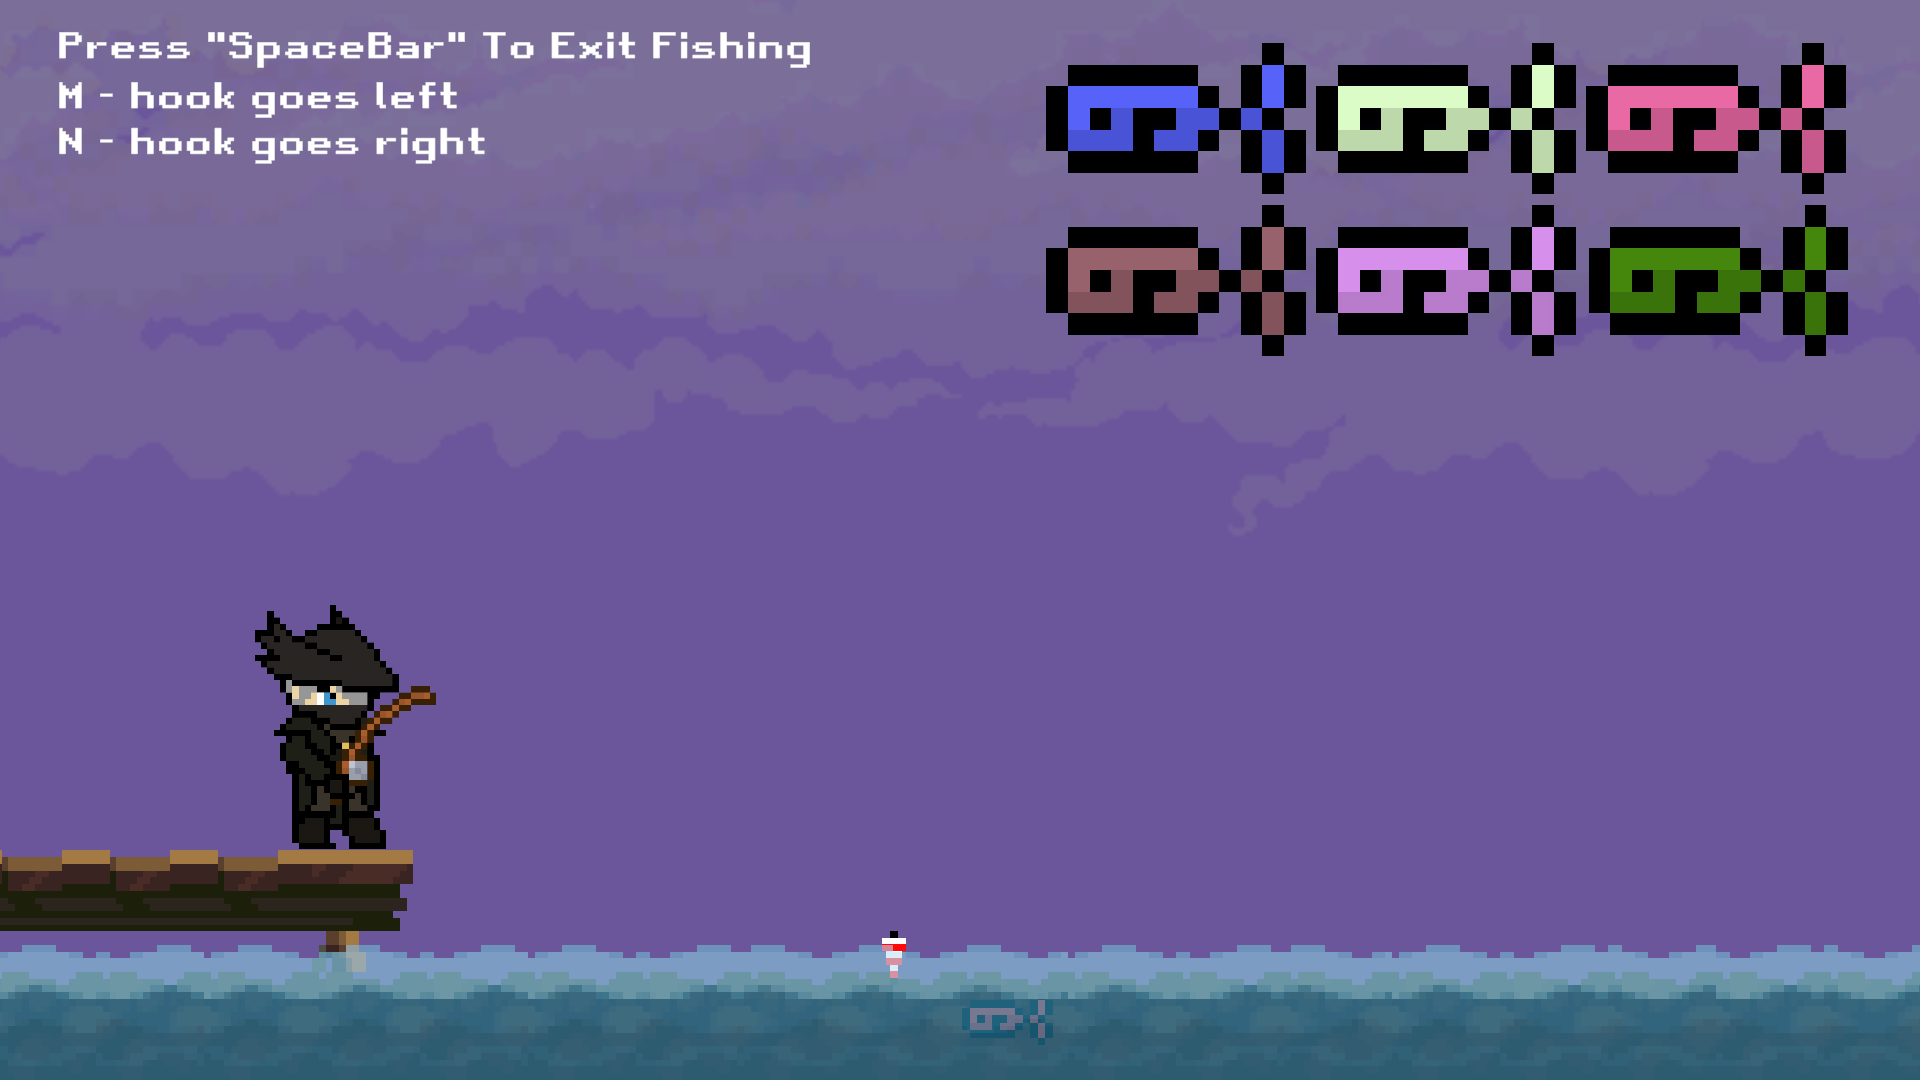 Press "SpaceBar" To Exit Fishing
M - hook goes left
N - hook goes right